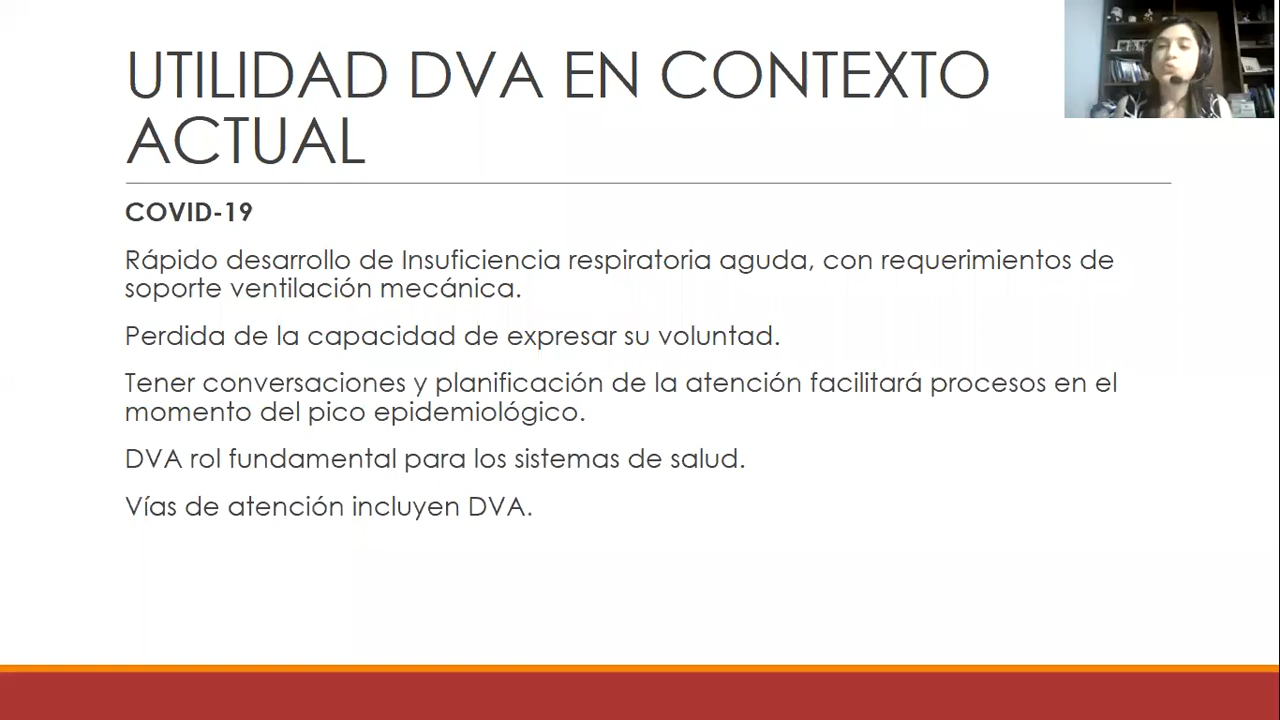 UTILIDAD DVA EN CONTEXTO
ACTUAL
COVID-19
Rápido desarrollo de Insuficiencia respiratoria aguda, con requerimientos de
soporte ventilación mecánica.
Perdida de la capacidad de expresar su voluntad.
Tener conversaciones y planificación de la atención facilitará procesos en el
momento del pico epidemiológico.
DVA rol fundamental para los sistemas de salud.
Vías de atención incluyen DVA.